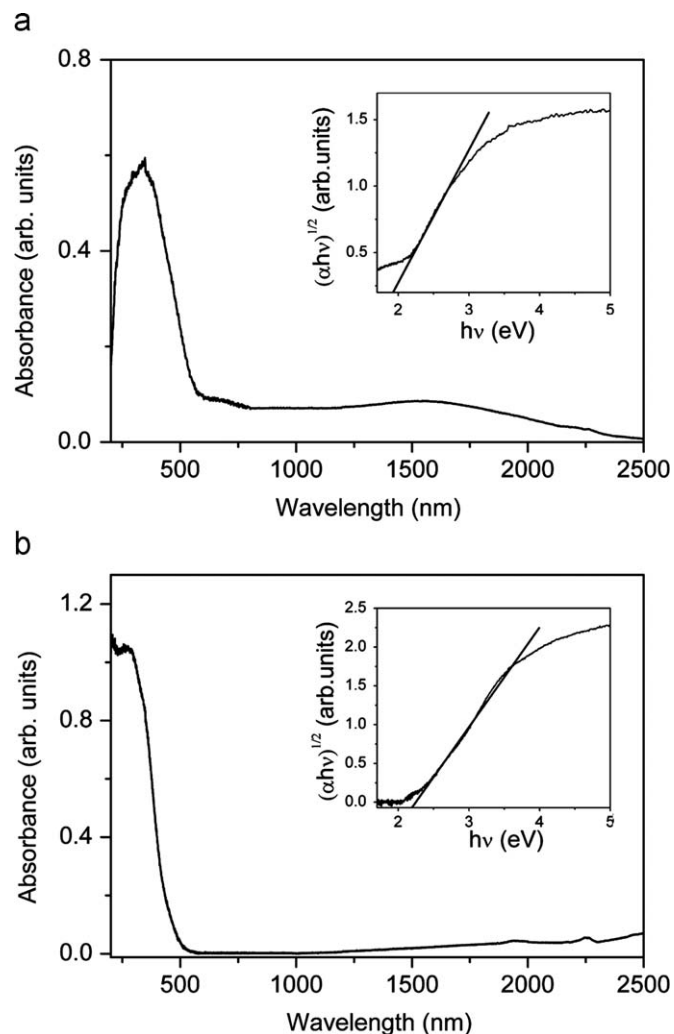 a
0.8
0.4
0.0
Absorbance (arb. units)
500 1000 1500 2000 2500
Wavelength (nm)
1.5
1.0
0.5
(αhν)1/2 (arb.units)
2 3 4 5
hν (eV)
b
1.2
0.8
0.4
0.0
Absorbance (arb. units)
500 1000 1500 2000 2500
Wavelength (nm)
2.5
2.0
1.5
1.0
0.5
0.0
(αhν)1/2 (arb.units)
2 3 4 5
hν (eV)